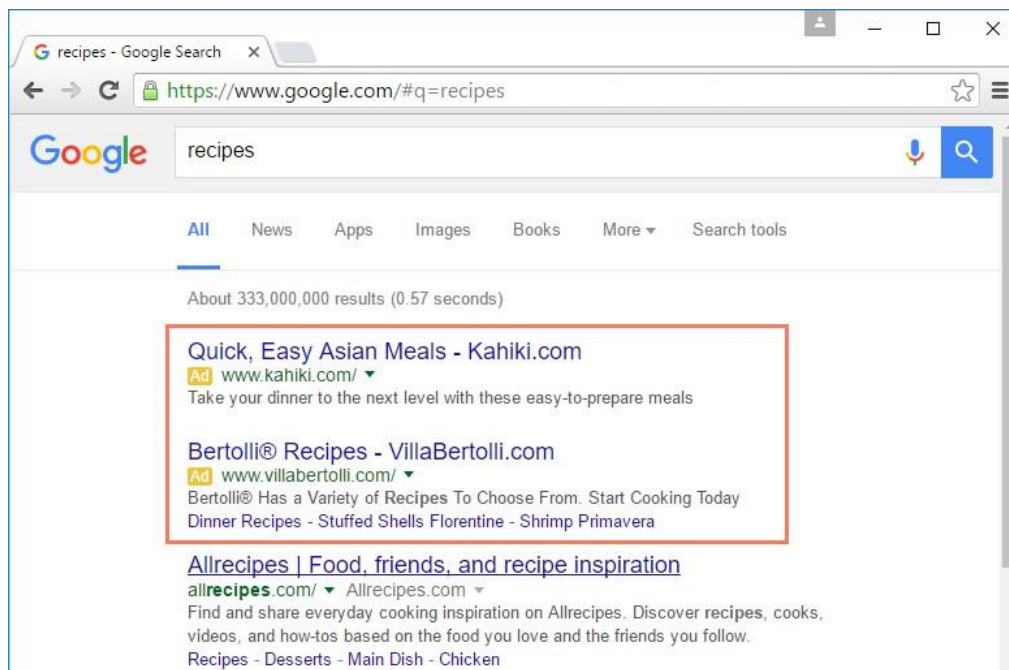 recipes - Google Search
https://www.google.com/#q=recipes
Google recipes
All News Apps Images Books More Search tools
About 333,000,000 results (0.57 seconds)
Quick, Easy Asian Meals - Kahiki.com
Ad www.kahiki.com/
Take your dinner to the next level with these easy-to-prepare meals
Bertolli® Recipes - VillaBertolli.com
Ad www.villabertolli.com/
Bertolli® Has a Variety of Recipes To Choose From. Start Cooking Today
Dinner Recipes - Stuffed Shells Florentine - Shrimp Primavera
Allrecipes | Food, friends, and recipe inspiration
allrecipes.com/ Allrecipes.com
Find and share everyday cooking inspiration on Allrecipes. Discover recipes, cooks,
videos, and how-tos based on the food you love and the friends you follow.
Recipes - Desserts - Main Dish - Chicken